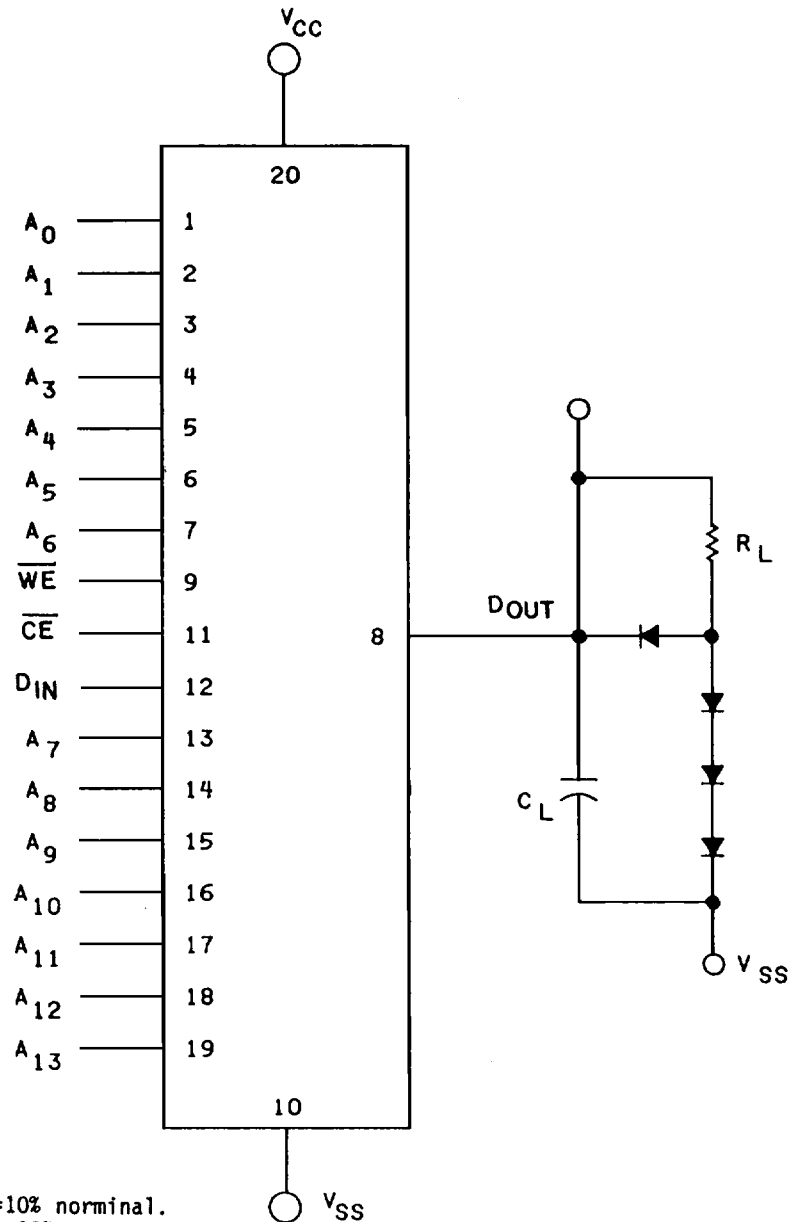 VCC
20
A0 1
A1 2
A2 3
A3 4
A4 5
A5 6
A6 7
W̅E̅ 9
C̅E̅ 11
DIN 12
A7 13
A8 14
A9 15
A10 16
A11 17
A12 18
A13 19
8
DOUT
RL
CL
VSS
10
VSS
=10% norminal.